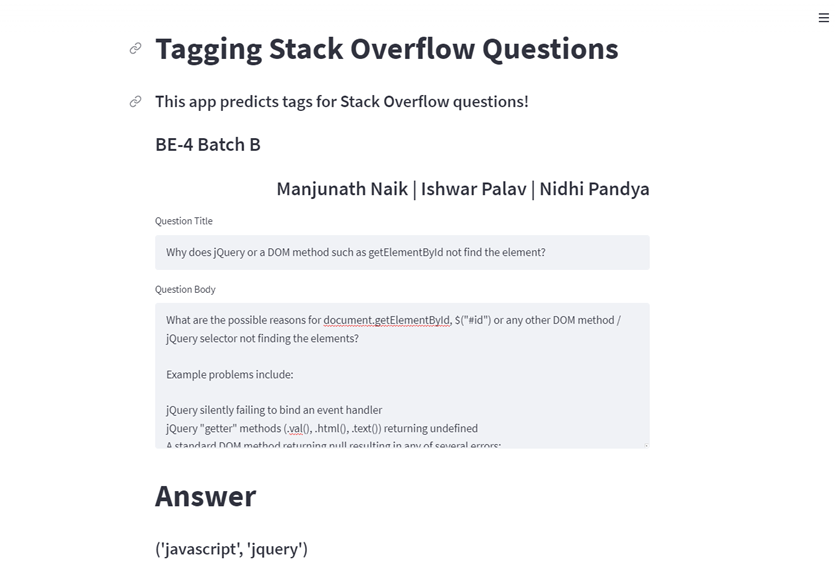 Tagging Stack Overflow Questions
This app predicts tags for Stack Overflow questions!
BE-4 Batch B
Manjunath Naik | Ishwar Palav | Nidhi Pandya
Question Title
Why does jQuery or a DOM method such as getElementById not find the element?
Question Body
What are the possible reasons for document.getElementById, $("#id") or any other DOM method /
jQuery selector not finding the elements?
Example problems include:
jQuery silently failing to bind an event handler
jQuery "getter" methods (.val(), .html(), .text()) returning undefined
A standard DOM method returning null resulting in any of several errors:
Answer
('javascript', 'jquery')